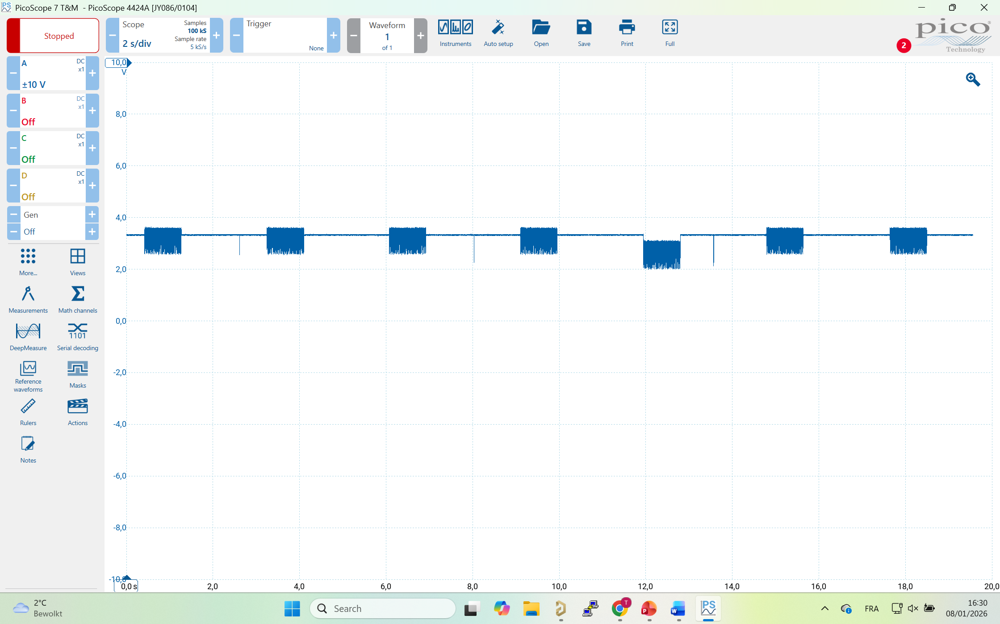 PicoScope 7 T&M - PicoScope 4424A [JY086/0104]
Stopped
Scope
2 s/div
Samples
100 kS
Sample rate
5 kS/s
Trigger
None
Waveform
1
of 1
Instruments
Auto setup
Open
Save
Print
Full
2
pico
Technology
A
DC
x1
±10 V
B
DC
x1
Off
C
DC
x1
Off
D
DC
x1
Off
Gen
Off
More...
Views
Measurements
Math channels
DeepMeasure
1101
Serial decoding
Reference
waveforms
Masks
Rulers
Actions
Notes
10,0
V
8,0
6,0
4,0
2,0
0,0
-2,0
-4,0
-6,0
-8,0
-10,0
0,0 s
2,0
4,0
6,0
8,0
10,0
12,0
14,0
16,0
18,0
20,0
2°C
Bewolkt
Search
T
P
W
PS
FRA
16:30
08/01/2026